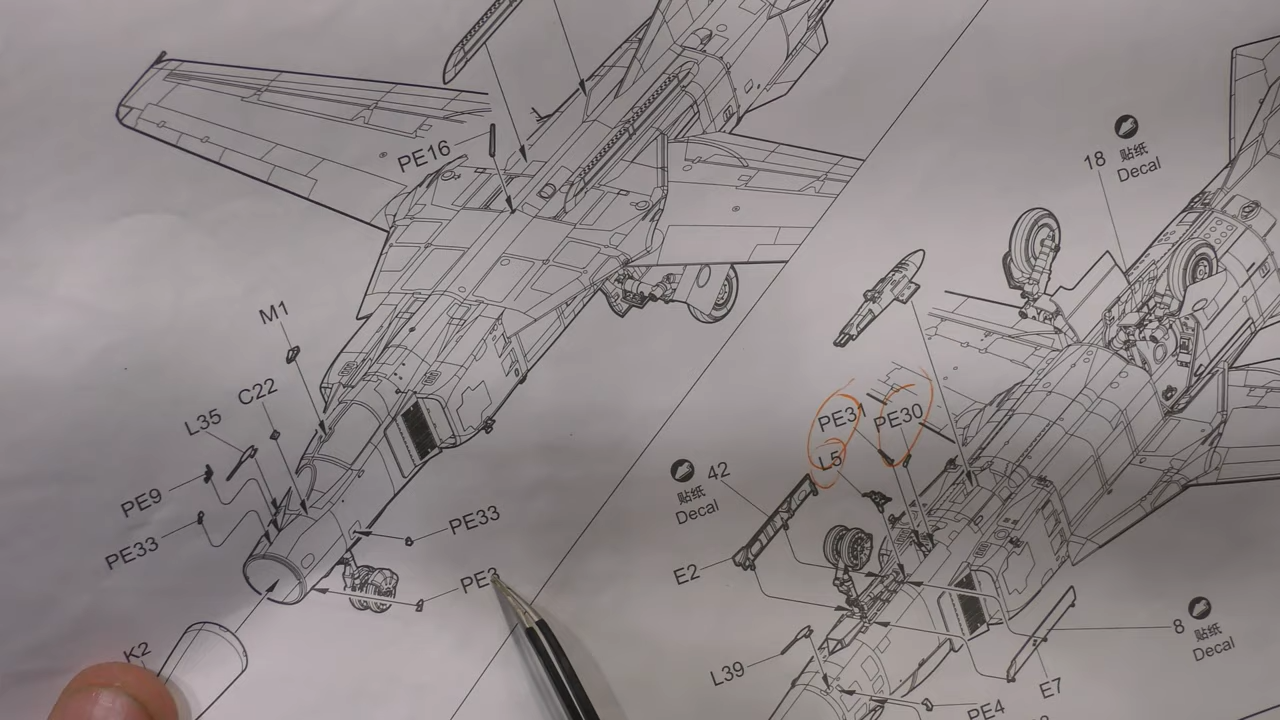 PE16
M1
C22
L35
PE9
PE33
PE33
K2
18
贴纸
Decal
PE31
PE30
L5
42
贴纸
Decal
E2
8
贴纸
Decal
L39
E7
PE4